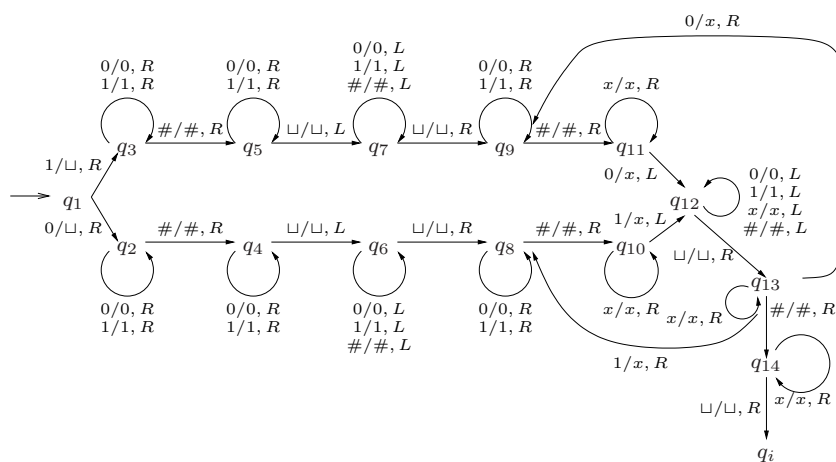 0/x, R
0/0, L
0/0, R 0/0, R 1/1, L 0/0, R
1/1, R 1/1, R #/#, L 1/1, R x/x, R
#/#, R ⊔/⊔, L ⊔/⊔, R #/#, R
q3 q5 q7 q9 q11
1/⊔, R 0/x, L 0/0, L
1/1, L
q1 q12 x/x, L
0/⊔, R 1/x, L #/#, L
#/#, R ⊔/⊔, L ⊔/⊔, R #/#, R
q2 q4 q6 q8 q10 ⊔/⊔, R
q13
0/0, R 0/0, R 0/0, L 0/0, R x/x, R #/#, R
1/1, R 1/1, R 1/1, L 1/1, R x/x, R
#/#, L
1/x, R q14
x/x, R
⊔/⊔, R
qi